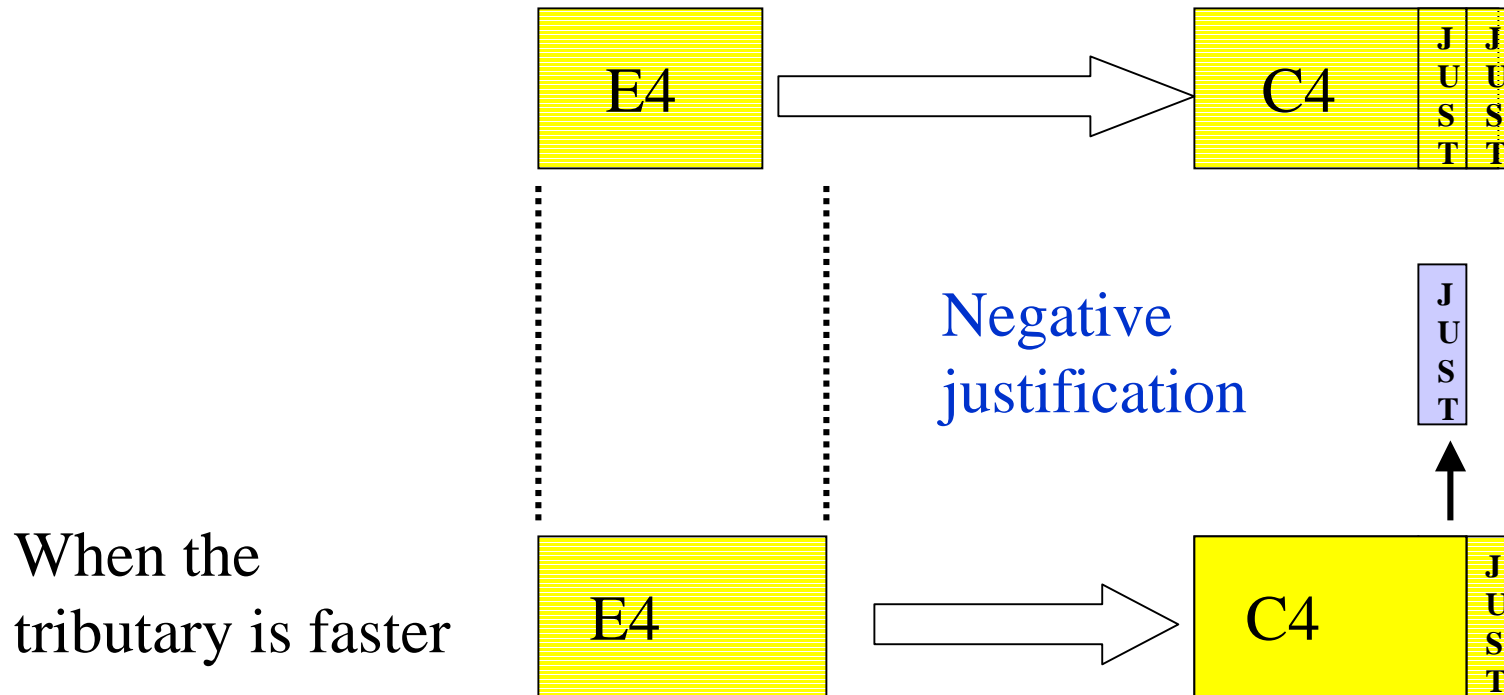 E4
C4
J J
U U
S S
T T
Negative
justification
J
U
S
T
When the
tributary is faster
E4
C4
J
U
S
T